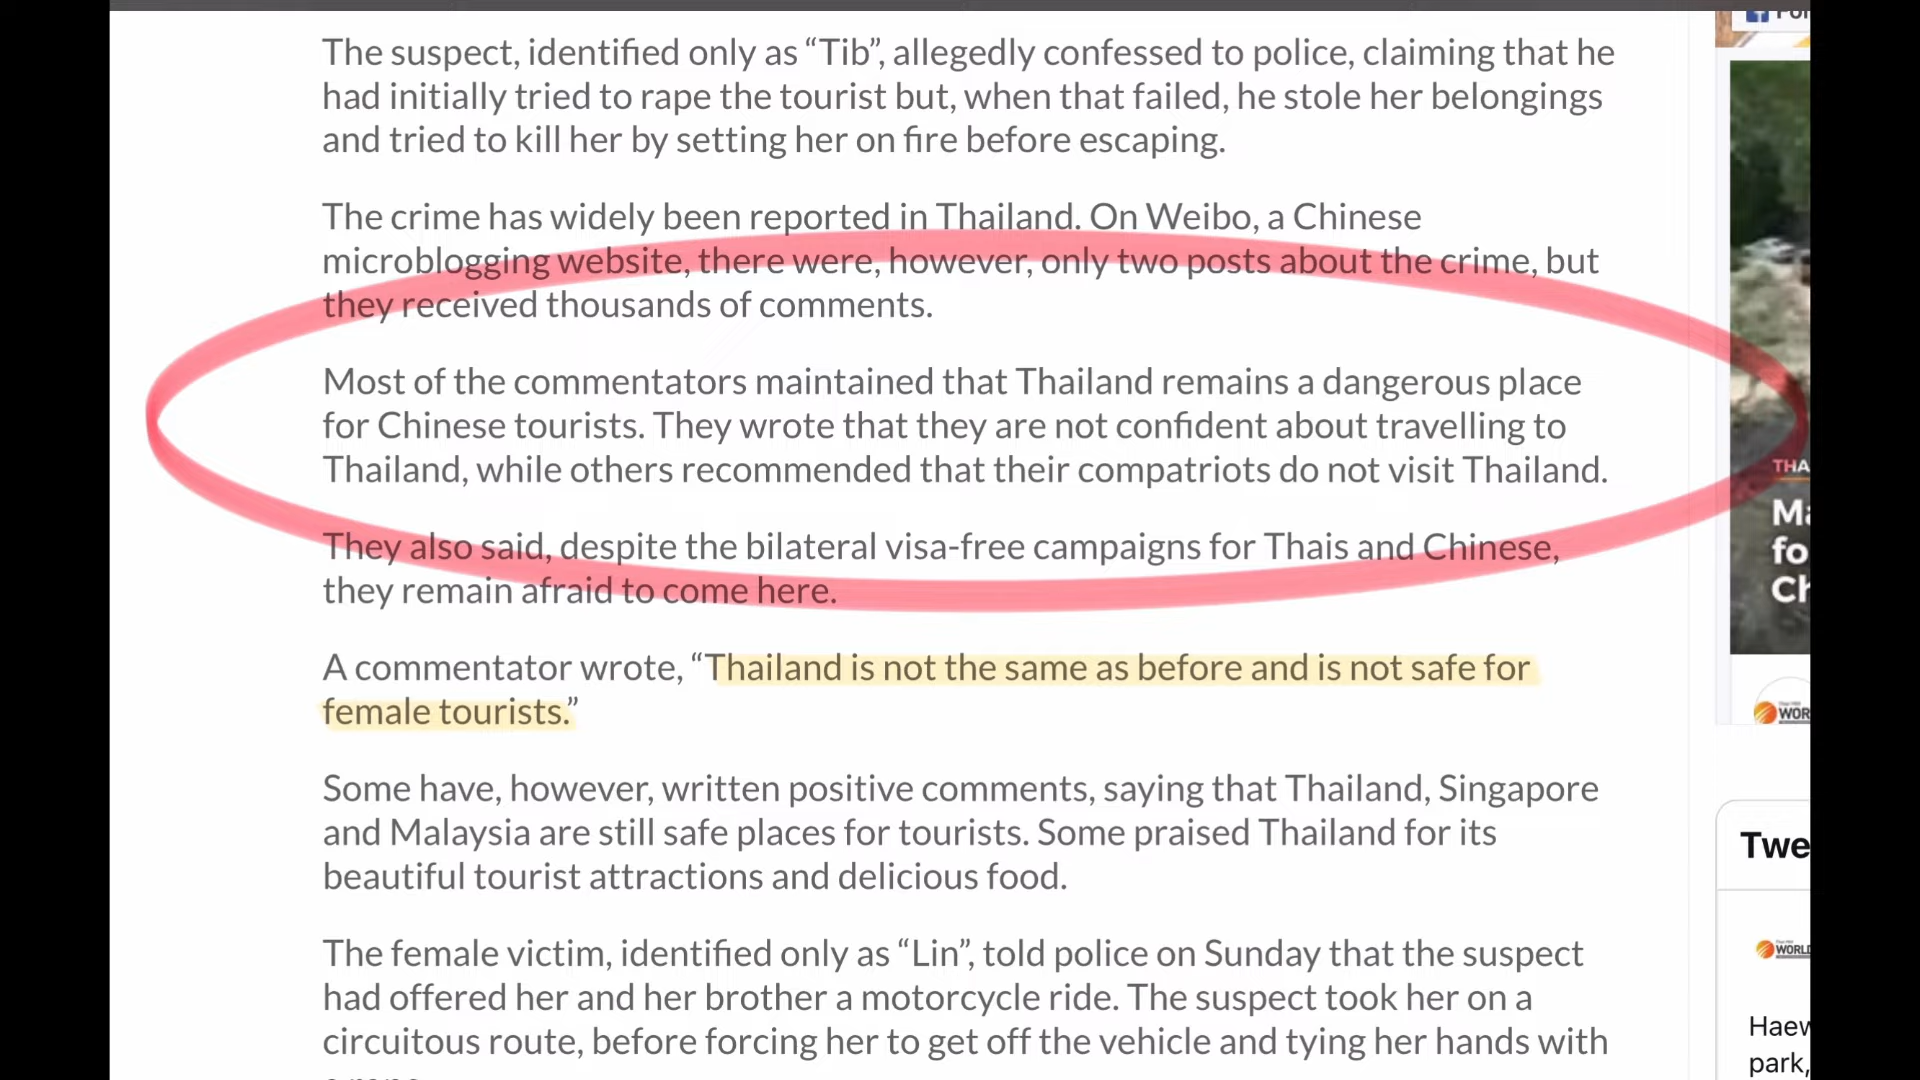 The suspect, identified only as “Tib”, allegedly confessed to police, claiming that he
had initially tried to rape the tourist but, when that failed, he stole her belongings
and tried to kill her by setting her on fire before escaping.
The crime has widely been reported in Thailand. On Weibo, a Chinese
microblogging website, there were, however, only two posts about the crime, but
they received thousands of comments.
Most of the commentators maintained that Thailand remains a dangerous place
for Chinese tourists. They wrote that they are not confident about travelling to
Thailand, while others recommended that their compatriots do not visit Thailand.
They also said, despite the bilateral visa-free campaigns for Thais and Chinese,
they remain afraid to come here.
A commentator wrote, “Thailand is not the same as before and is not safe for
female tourists.”
Some have, however, written positive comments, saying that Thailand, Singapore
and Malaysia are still safe places for tourists. Some praised Thailand for its
beautiful tourist attractions and delicious food.
The female victim, identified only as “Lin”, told police on Sunday that the suspect
had offered her and her brother a motorcycle ride. The suspect took her on a
circuitous route, before forcing her to get off the vehicle and tying her hands with
THA
Ma
fo
Ch
WOR
Twe
WORL
Haew
park,